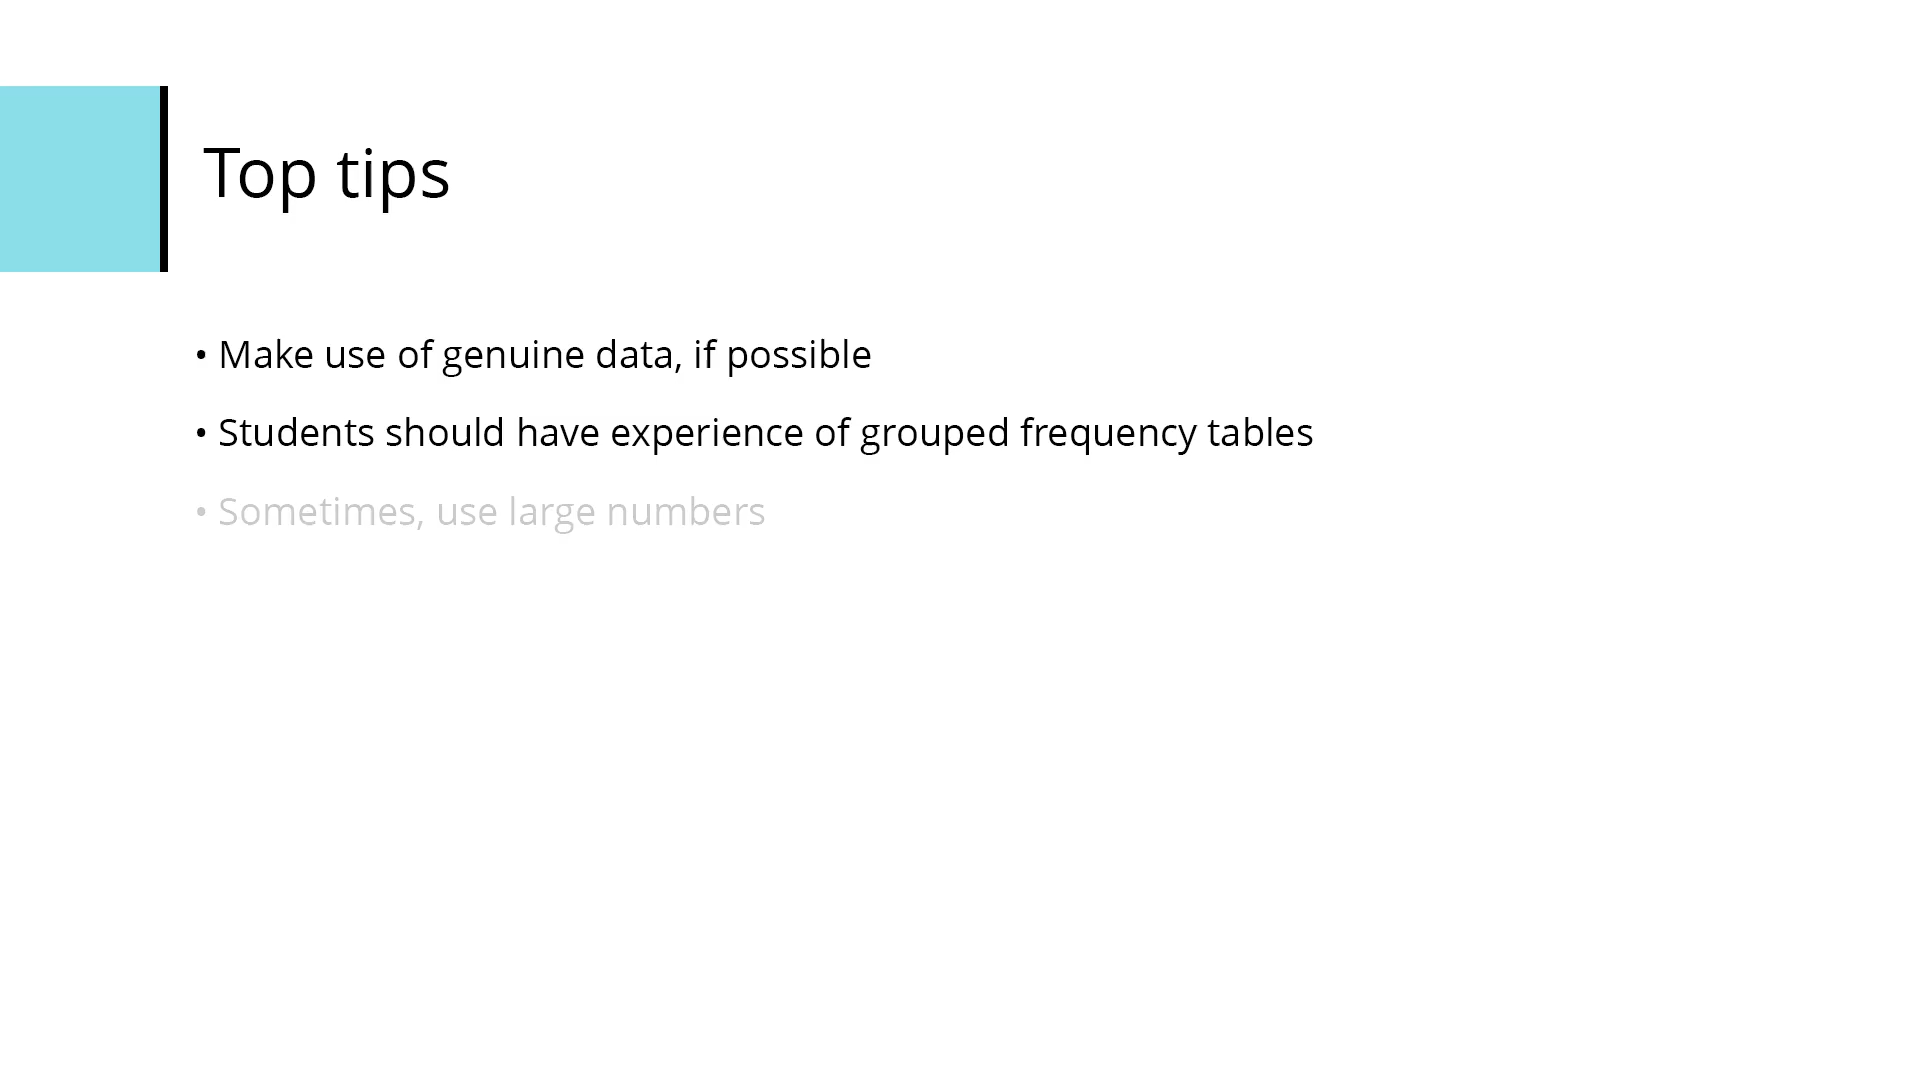 Top tips
• Make use of genuine data, if possible
• Students should have experience of grouped frequency tables
• Sometimes, use large numbers